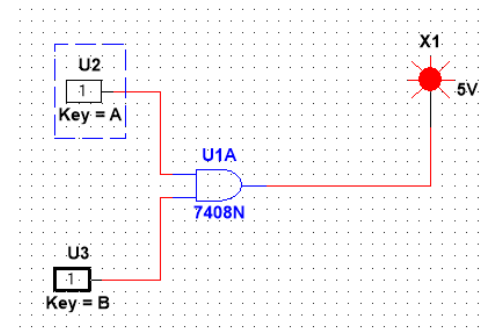 X1
5V
U2
1
Key = A
U1A
7408N
U3
1
Key = B